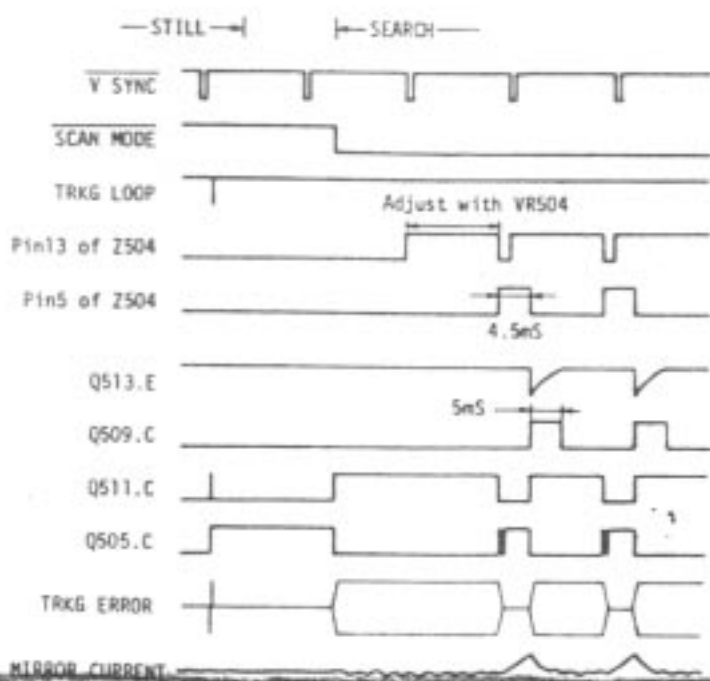 STILL SEARCH
V SYNC
SCAN MODE
TRKG LOOP
Adjust with VR504
Pin13 of Z504
Pin5 of Z504
4.5mS
Q513.E
5mS
Q509.C
Q511.C
Q505.C
TRKG ERROR
MIRROR CURRENT